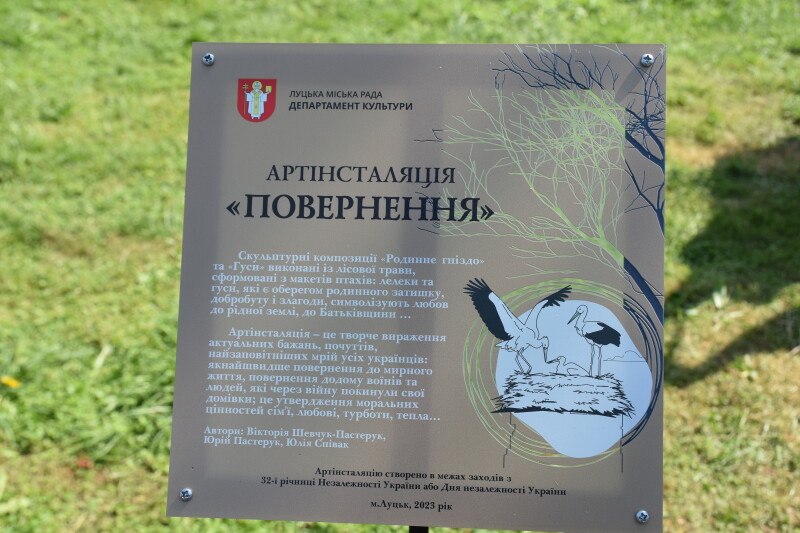 ЛУЦЬКА МІСЬКА РАДА
ДЕПАРТАМЕНТ КУЛЬТУРИ
АРТІНСТАЛЯЦІЯ
«ПОВЕРНЕННЯ»
Скульптурні композиції «Родинне гніздо»
та «Гуси» виконані із лісової трави,
сформовані з макетів птахів: лелеки та
гуси, які є оберегом родинного затишку,
добробуту і злагоди, символізують любов
до рідної землі, до Батьківщини ...
Артінсталяція – це творче вираження
актуальних бажань, почуттів,
найзаповітніших мрій усіх українців:
якнайшвидше повернення до мирного
життя, повернення додому воїнів та
людей, які через війну покинули свої
домівки; це утвердження моральних
цінностей сім'ї, любові, турботи, тепла...
Автори: Вікторія Шевчук-Пастерук,
Юрій Пастерук, Юлія Співак
Артінсталяцію створено в межах заходів з
32-ї річниці Незалежності України або Дня незалежності України
м.Луцьк, 2023 рік